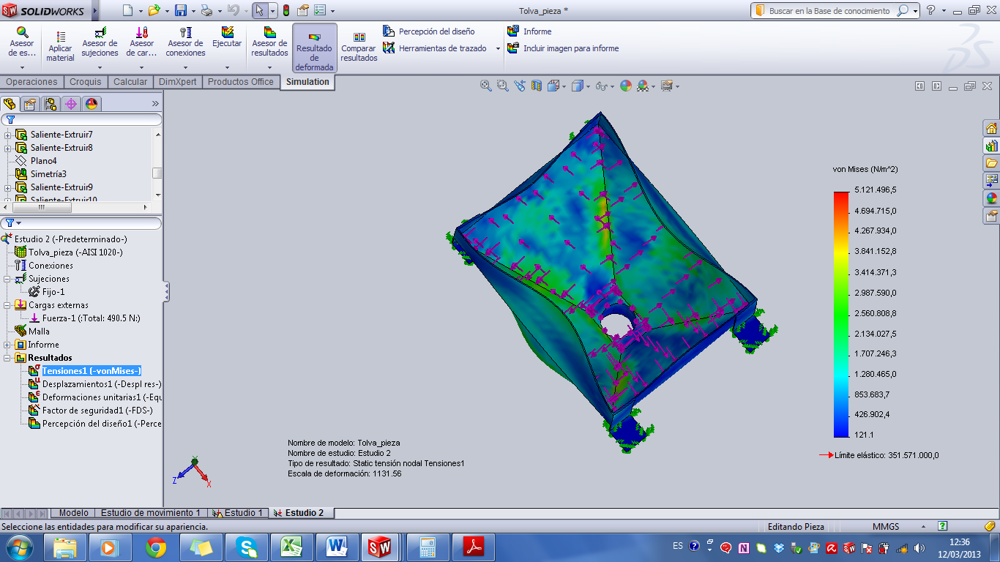 SOLIDWORKS
Tolva_pieza *
Buscar en la Base de conocimiento
Asesor de es...
Aplicar material
Asesor de sujeciones
Asesor de car...
Asesor de conexiones
Ejecutar
Asesor de resultados
Resultado de deformada
Comparar resultados
Percepción del diseño
Herramientas de trazado
Informe
Incluir imagen para informe
Operaciones
Croquis
Calcular
DimXpert
Productos Office
Simulation
Saliente-Extruir7
Saliente-Extruir8
Plano4
Simetría3
Saliente-Extruir9
Saliente-Extruir10
Estudio 2 (-Predeterminado-)
Tolva_pieza (-AISI 1020-)
Conexiones
Sujeciones
Fijo-1
Cargas externas
Fuerza-1 (:Total: 490.5 N:)
Malla
Informe
Resultados
Tensiones1 (-vonMises-)
Desplazamientos1 (-Despl res-)
Deformaciones unitarias1 (-Equ
Factor de seguridad1 (-FDS-)
Percepción del diseño1 (-Perce
von Mises (N/m^2)
5.121.496,5
4.694.715,0
4.267.934,0
3.841.152,8
3.414.371,3
2.987.590,0
2.560.808,8
2.134.027,5
1.707.246,3
1.280.465,0
853.683,7
426.902,4
121.1
Límite elástico: 351.571.000,0
Nombre de modelo: Tolva_pieza
Nombre de estudio: Estudio 2
Tipo de resultado: Static tensión nodal Tensiones1
Escala de deformación: 1131.56
Y
Z
X
Modelo
Estudio de movimiento 1
Estudio 1
Estudio 2
Seleccione las entidades para modificar su apariencia.
Editando Pieza
MMGS
ES
12:36
12/03/2013